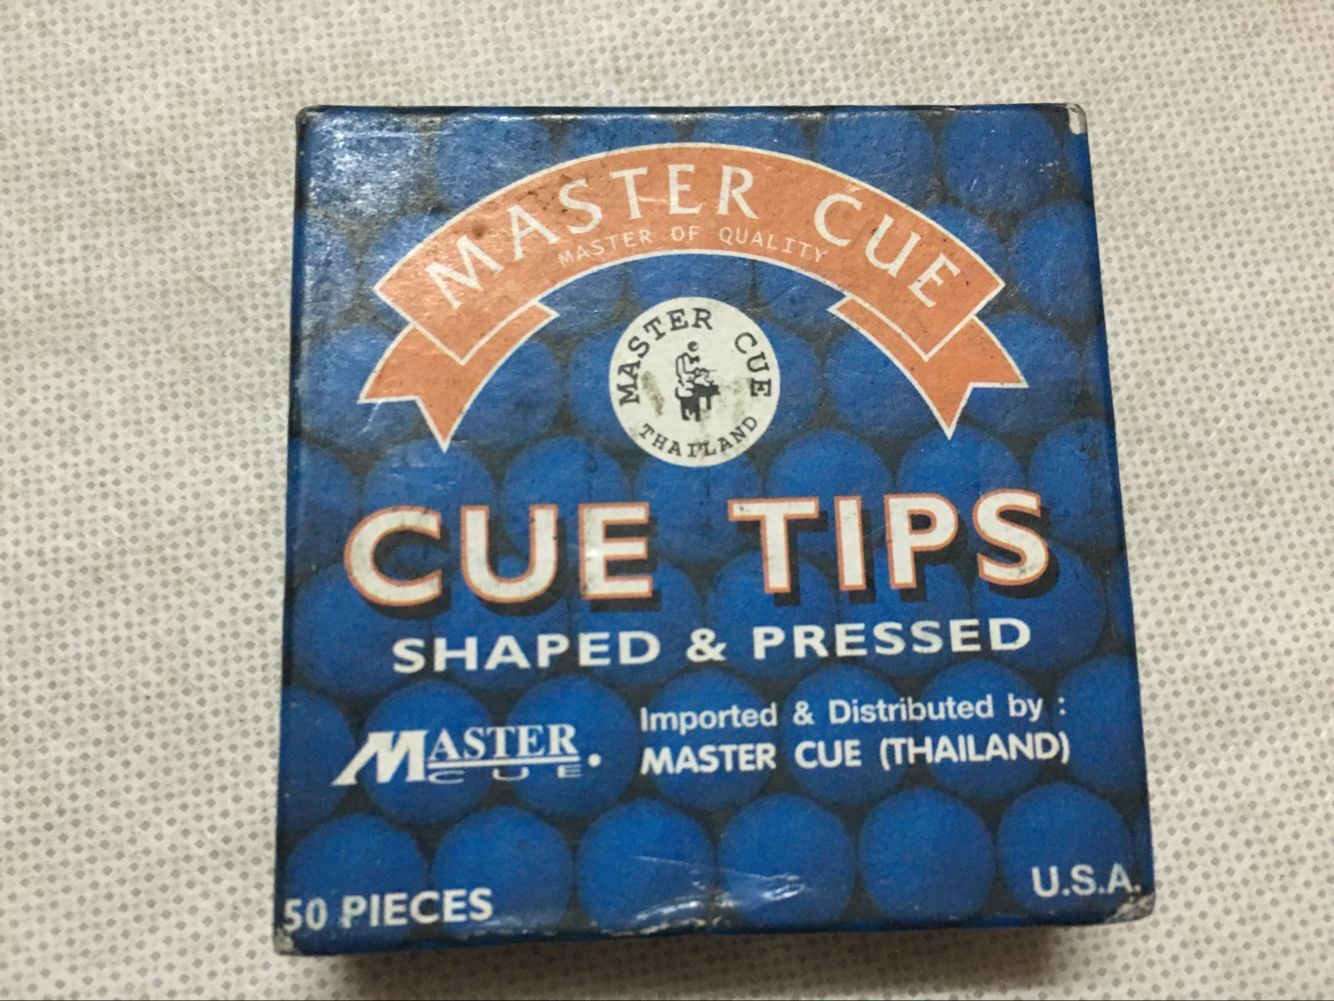 MASTER CUE
MASTER OF QUALITY
MASTER CUE
THAILAND
CUE TIPS
SHAPED & PRESSED
MASTER
CUE
Imported & Distributed by :
MASTER CUE (THAILAND)
50 PIECES
U.S.A.